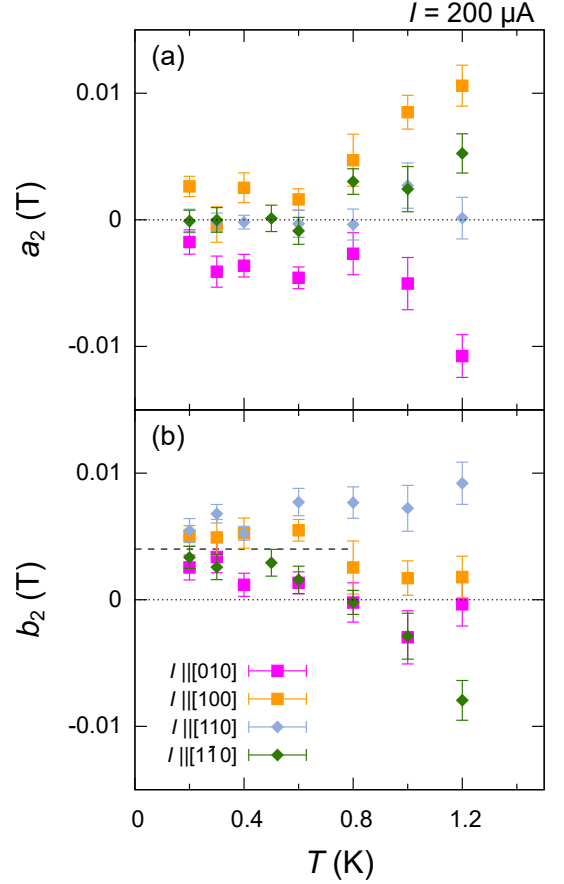 I = 200 μA
(a)
0.01
0
-0.01
a₂ (T)
(b)
0.01
0
-0.01
b₂ (T)
I ||[010]
I ||[100]
I ||[110]
I ||[11̄0]
0 0.4 0.8 1.2
T (K)